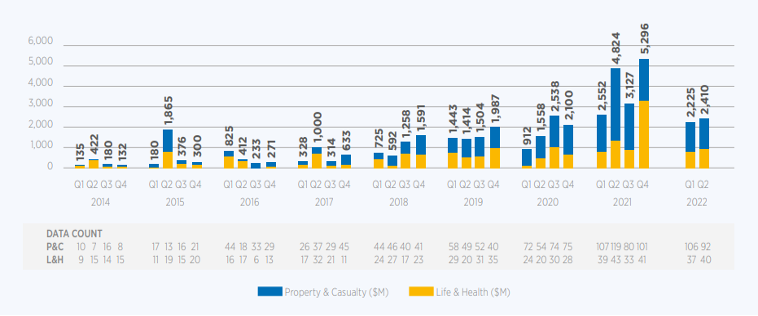 6,000
5,000
4,000
3,000
2,000
1,000
0
135 422 180 132 180 1,865 376 300 825 412 233 271 328 1,000 314 633 725 592 1,258 1,591 1,443 1,414 1,504 1,987 912 1,558 2,538 2,100 2,552 4,824 3,127 5,296 2,225 2,410
Q1 Q2 Q3 Q4 Q1 Q2 Q3 Q4 Q1 Q2 Q3 Q4 Q1 Q2 Q3 Q4 Q1 Q2 Q3 Q4 Q1 Q2 Q3 Q4 Q1 Q2 Q3 Q4 Q1 Q2 Q3 Q4 Q1 Q2
2014 2015 2016 2017 2018 2019 2020 2021 2022
DATA COUNT
P&C 10 7 16 8 17 13 16 21 44 18 33 29 26 37 29 45 44 46 40 41 58 49 52 40 72 54 74 75 107 119 80 101 106 92
L&H 9 15 14 15 11 19 15 20 16 17 6 13 17 32 21 11 24 27 17 23 29 20 31 35 24 20 30 28 39 43 33 41 37 40
Property & Casualty ($M) Life & Health ($M)